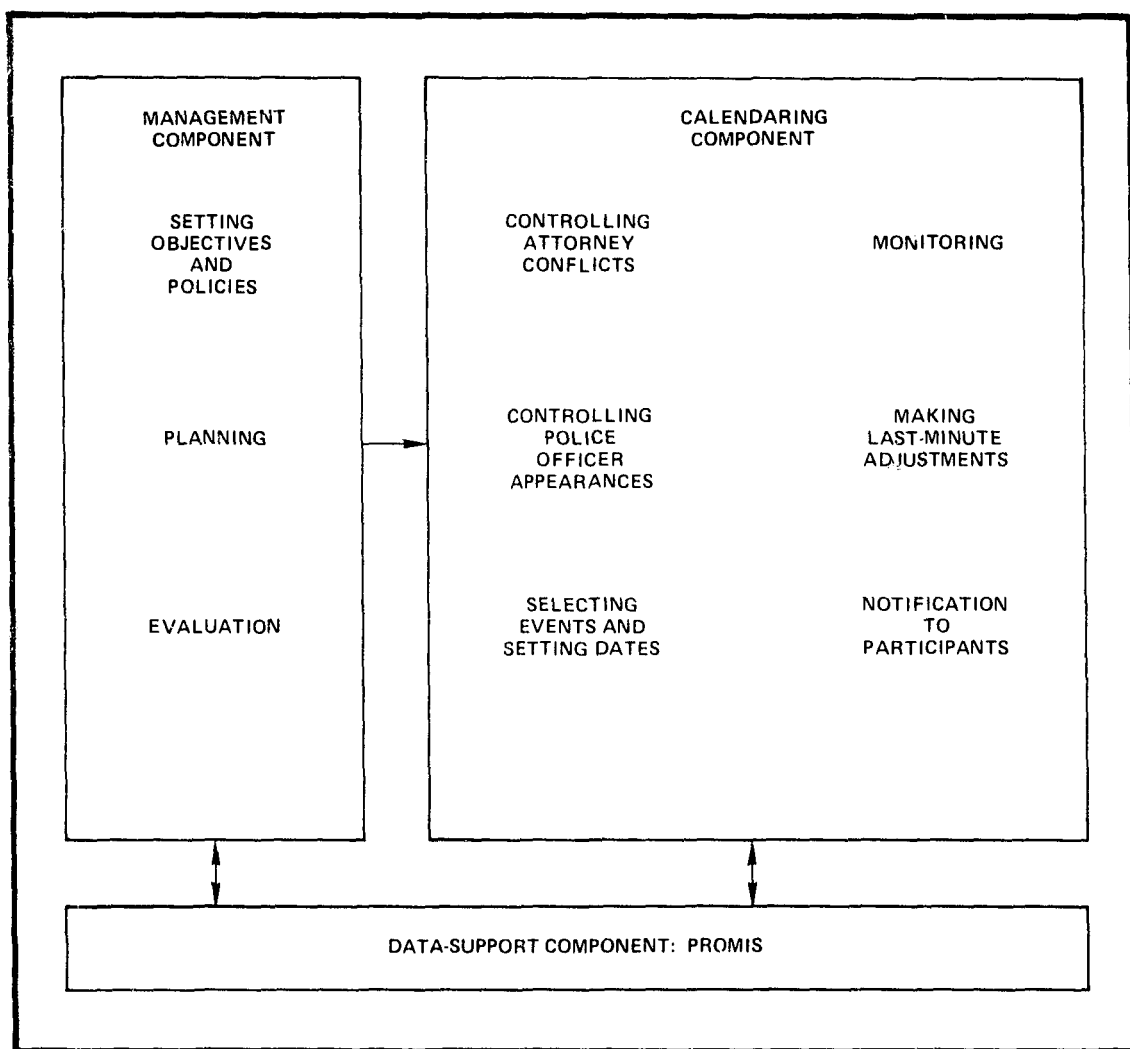 MANAGEMENT
COMPONENT
SETTING
OBJECTIVES
AND
POLICIES
PLANNING
EVALUATION
CALENDARING
COMPONENT
CONTROLLING
ATTORNEY
CONFLICTS
MONITORING
CONTROLLING
POLICE
OFFICER
APPEARANCES
MAKING
LAST-MINUTE
ADJUSTMENTS
SELECTING
EVENTS AND
SETTING DATES
NOTIFICATION
TO
PARTICIPANTS
DATA-SUPPORT COMPONENT: PROMIS